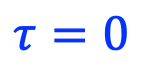 τ = 0